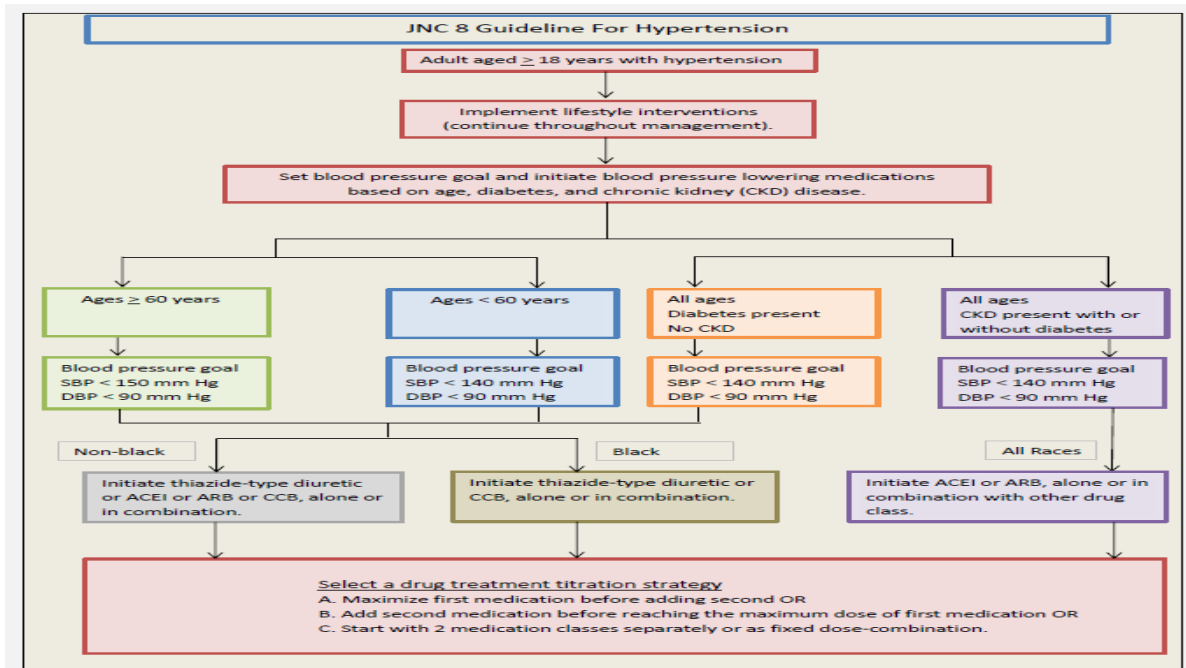 JNC 8 Guideline For Hypertension
Adult aged ≥ 18 years with hypertension
Implement lifestyle interventions
(continue throughout management).
Set blood pressure goal and initiate blood pressure lowering medications
based on age, diabetes, and chronic kidney (CKD) disease.
Ages ≥ 60 years
Ages < 60 years
All ages
Diabetes present
No CKD
All ages
CKD present with or
without diabetes
Blood pressure goal
SBP < 150 mm Hg
DBP < 90 mm Hg
Blood pressure goal
SBP < 140 mm Hg
DBP < 90 mm Hg
Blood pressure goal
SBP < 140 mm Hg
DBP < 90 mm Hg
Blood pressure goal
SBP < 140 mm Hg
DBP < 90 mm Hg
Non-black
Black
All Races
Initiate thiazide-type diuretic
or ACEI or ARB or CCB, alone or
in combination.
Initiate thiazide-type diuretic or
CCB, alone or in combination.
Initiate ACEI or ARB, alone or in
combination with other drug
class.
Select a drug treatment titration strategy
A. Maximize first medication before adding second OR
B. Add second medication before reaching the maximum dose of first medication OR
C. Start with 2 medication classes separately or as fixed dose-combination.